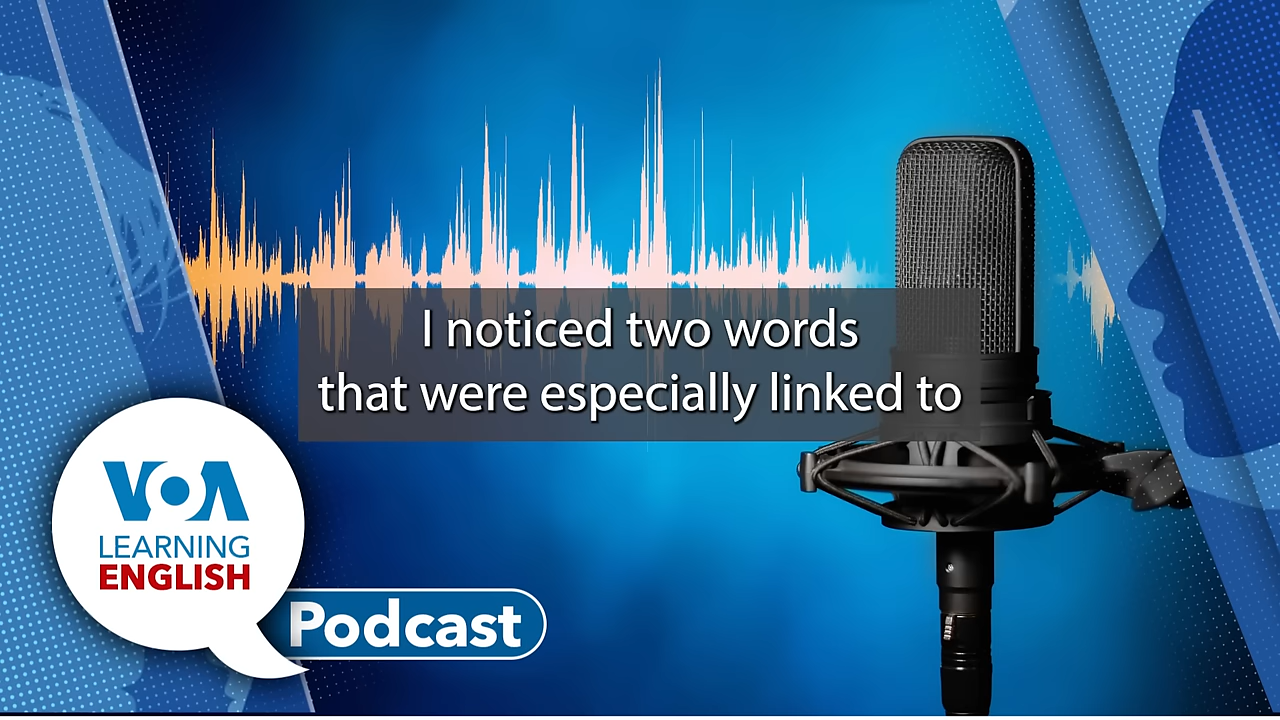 I noticed two words
that were especially linked to
VOA
LEARNING
ENGLISH
Podcast